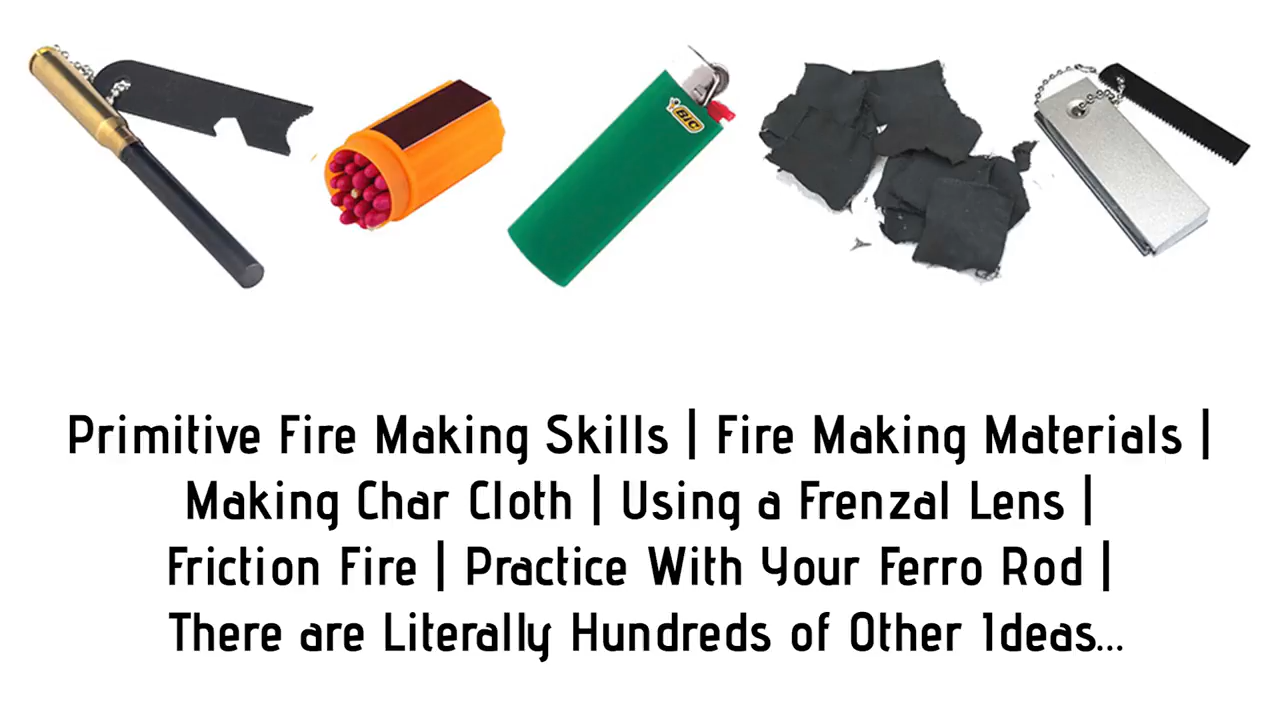 BIC
Primitive Fire Making Skills | Fire Making Materials |
Making Char Cloth | Using a Frenzal Lens |
Friction Fire | Practice With Your Ferro Rod |
There are Literally Hundreds of Other Ideas...